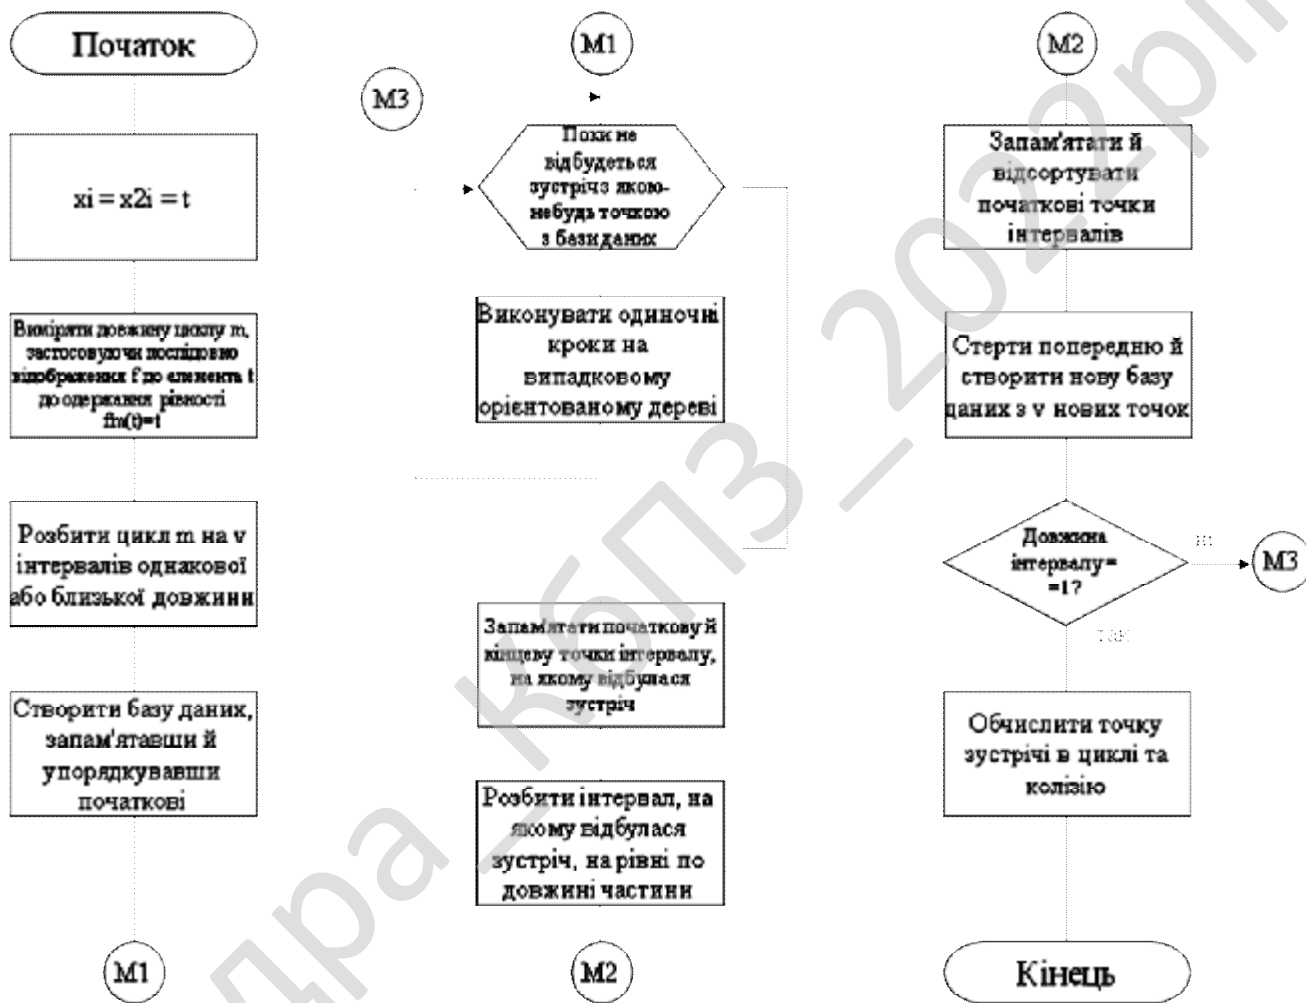 Початок
xi = x2i = t
Виміряти довжину циклу m,
застосовуючи послідовно
відображення f до елемента t
до одержання рівності
fm(t)=t
Розбити цикл m на v
інтервалів однакової
або близької довжини
Створити базу даних,
запам'ятавши й
упорядкувавши
початкові
M1
M1
M3
Поки не
відбудеться
зустріч з якою-
небудь точкою
з бази даних
Виконувати одиночні
кроки на
випадковому
орієнтованому дереві
Запам'ятати початкову й
кінцеву точки інтервалу,
на якому відбулася
зустріч
Розбити інтервал, на
якому відбулася
зустріч, на рівні по
довжині частини
M2
M2
Запам'ятати й
відсортувати
початкові точки
інтервалів
Стерти попередню й
створити нову базу
даних з v нових точок
Довжина
інтервалу=
=1?
ні
M3
так
Обчислити точку
зустрічі в циклі та
колізію
Кінець
дра_КбПЗ_2022рік